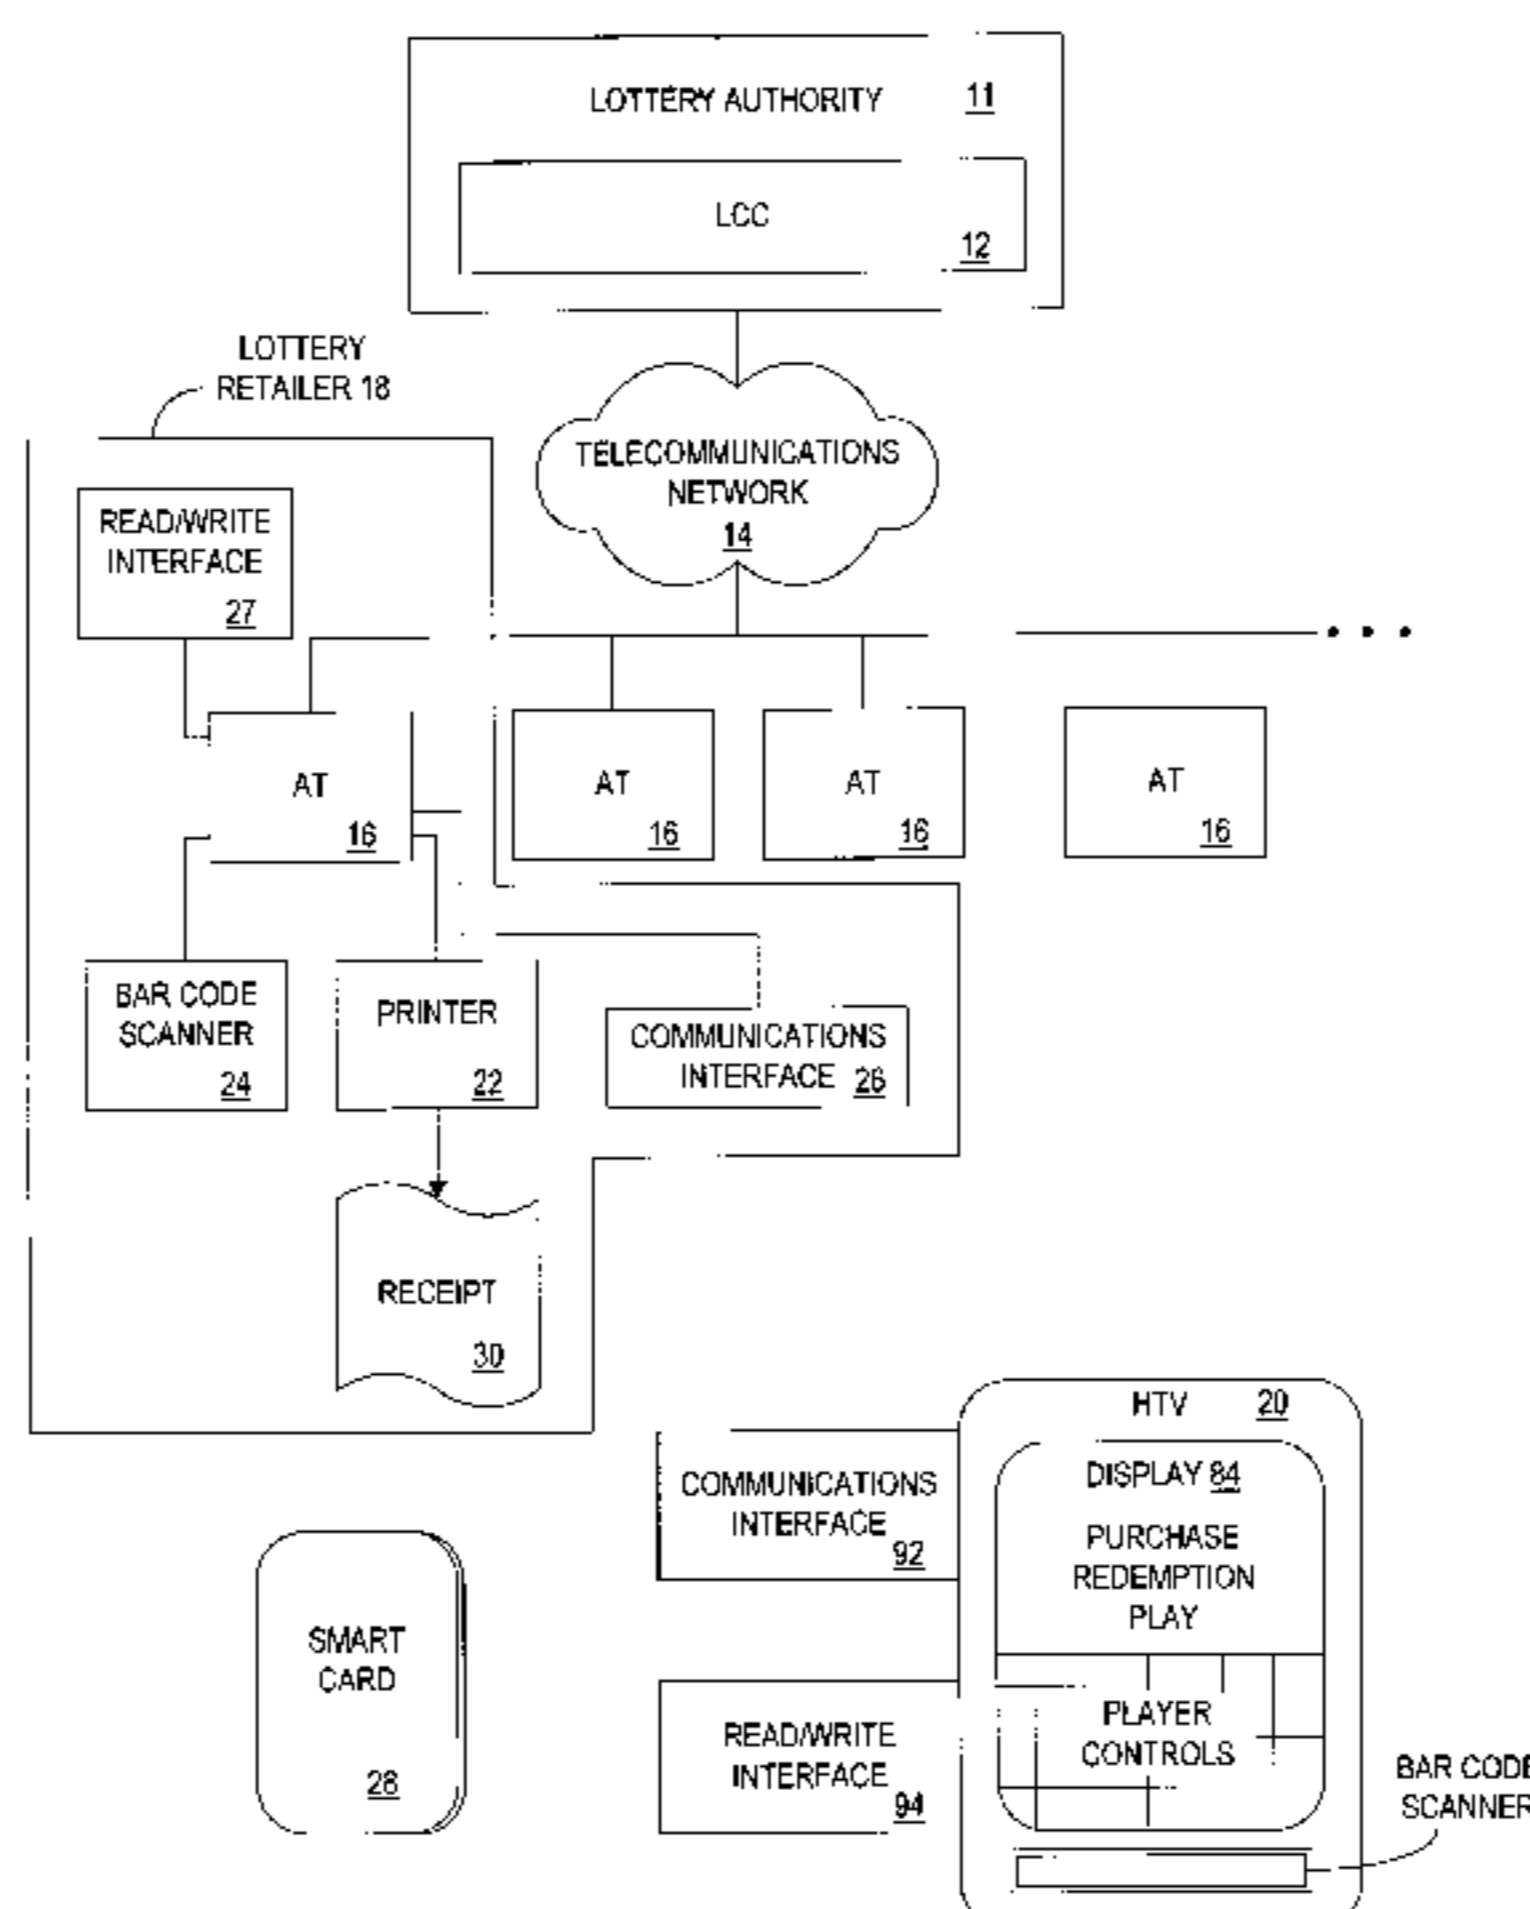 LOTTERY AUTHORITY 11
LCC
12
LOTTERY
RETAILER 18
TELECOMMUNICATIONS
NETWORK
14
READ/WRITE
INTERFACE
27
AT
16
AT
16
AT
16
AT
16
BAR CODE
SCANNER
24
PRINTER
22
COMMUNICATIONS
INTERFACE 26
RECEIPT
30
HTV 20
DISPLAY 84
PURCHASE
REDEMPTION
PLAY
COMMUNICATIONS
INTERFACE
92
SMART
CARD
28
READ/WRITE
INTERFACE
94
PLAYER
CONTROLS
BAR CODE
SCANNER